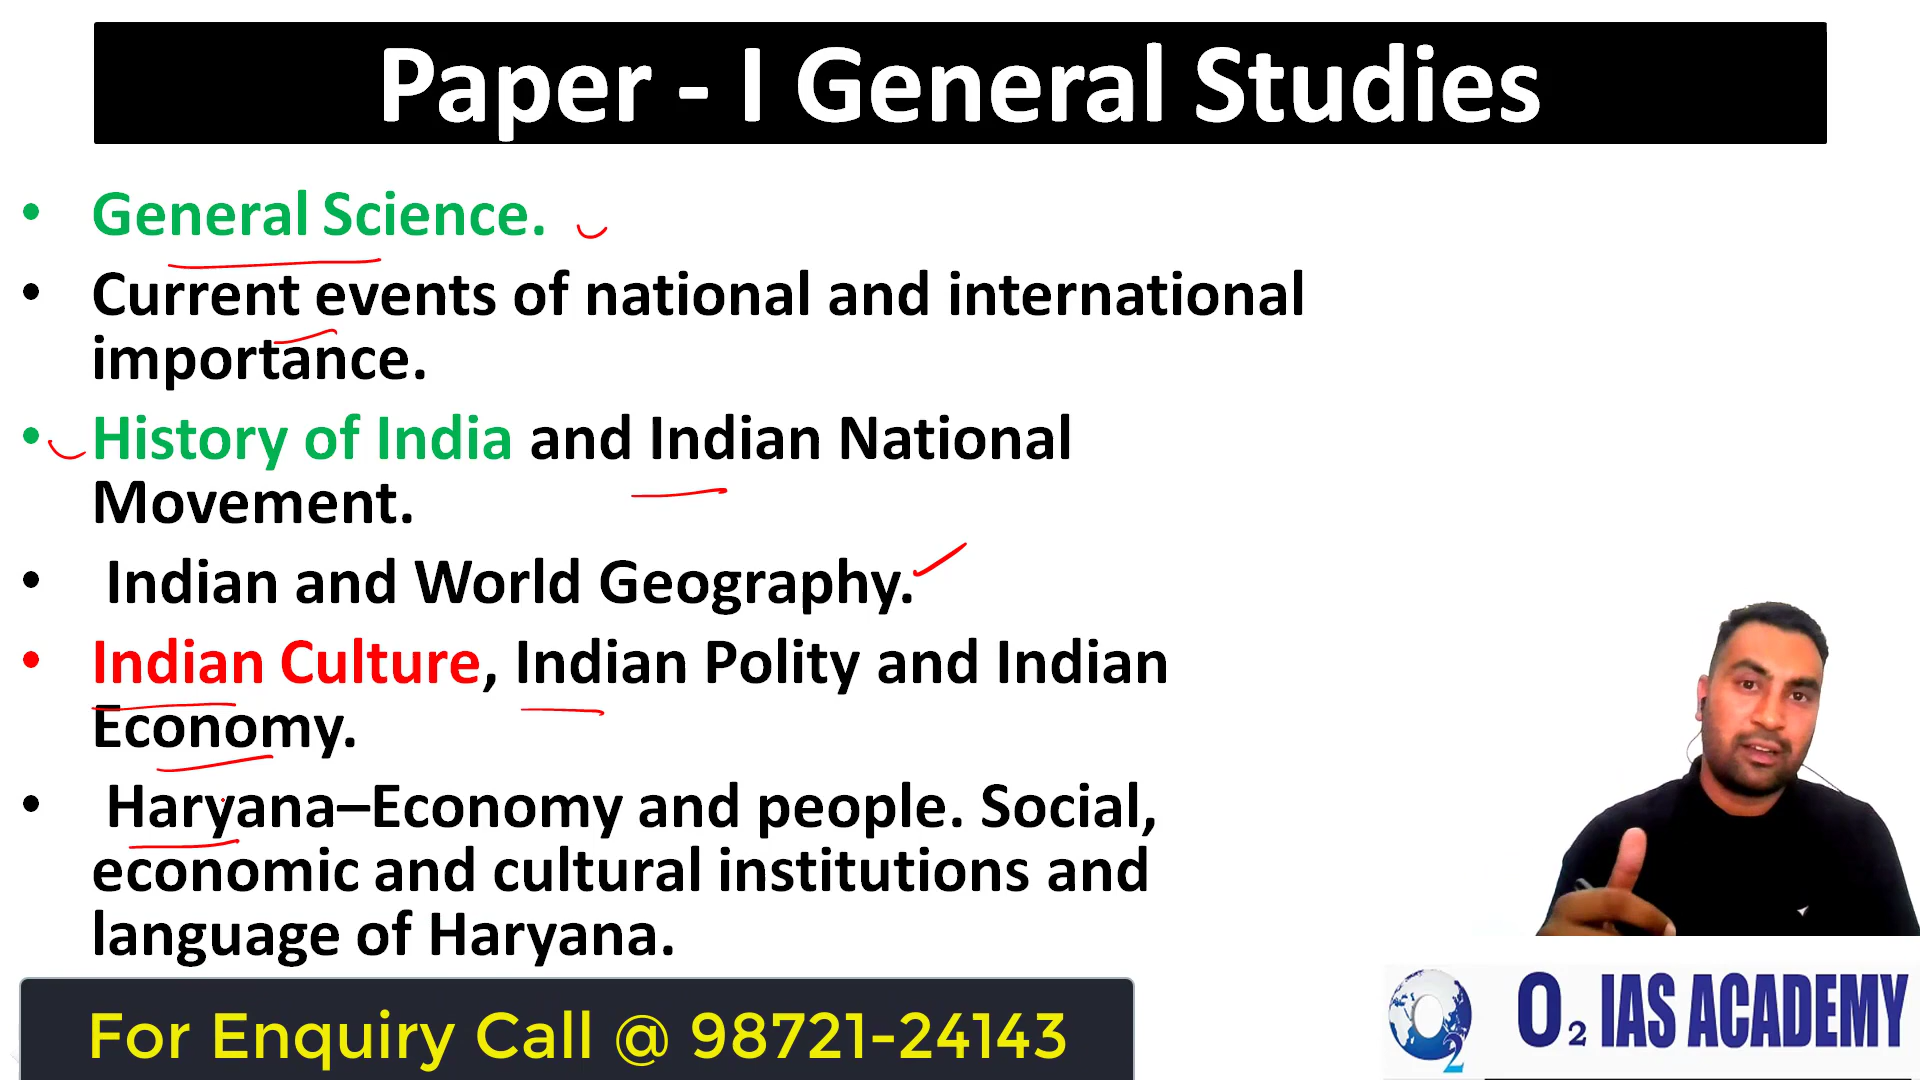 Paper - I General Studies
• General Science.
• Current events of national and international
importance.
• History of India and Indian National
Movement.
• Indian and World Geography.
• Indian Culture, Indian Polity and Indian
Economy.
• Haryana–Economy and people. Social,
economic and cultural institutions and
language of Haryana.
For Enquiry Call @ 98721-24143
O2
O2 IAS ACADEMY